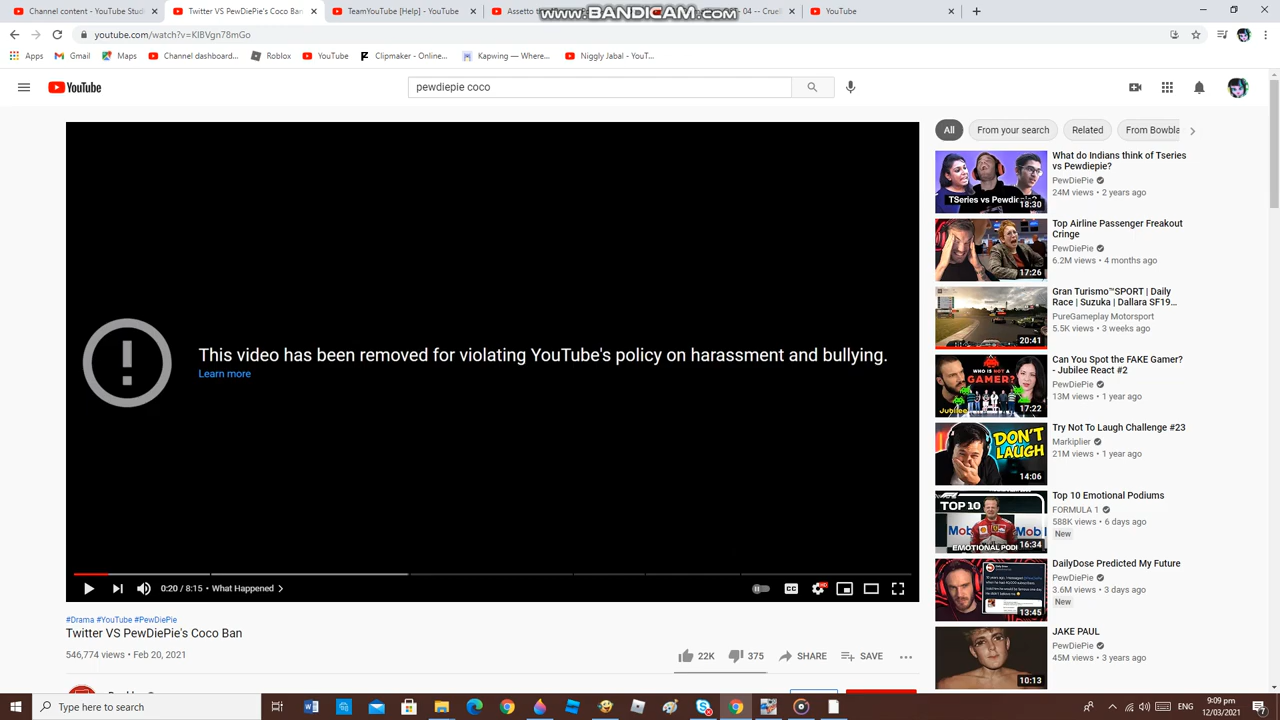 Channel content - YouTube Studi
Twitter VS PewDiePie's Coco Ban
TeamYouTube [Help] - YouTube
Assetto
04 -- Cruel
YouTube
www.BANDICAM.com
youtube.com/watch?v=KIBVgn78mGo
Apps
Gmail
Maps
Channel dashboard...
Roblox
YouTube
Clipmaker - Online...
Kapwing — Where...
Niggly Jabal - YouT...
YouTube
pewdiepie coco
All
From your search
Related
From Bowbla
This video has been removed for violating YouTube's policy on harassment and bullying.
Learn more
0:20 / 8:15 • What Happened
#Drama #YouTube #PewDiePie
Twitter VS PewDiePie's Coco Ban
546,774 views • Feb 20, 2021
22K
375
SHARE
SAVE
TSeries vs Pewdiepie?
18:30
What do Indians think of Tseries
vs Pewdiepie?
PewDiePie
24M views • 2 years ago
17:26
Top Airline Passenger Freakout
Cringe
PewDiePie
6.2M views • 4 months ago
20:41
Gran Turismo™SPORT | Daily
Race | Suzuka | Dallara SF19...
PureGameplay Motorsport
5.5K views • 3 weeks ago
WHO IS NOT A
GAMER?
Jubilee
17:22
Can You Spot the FAKE Gamer?
- Jubilee React #2
PewDiePie
13M views • 1 year ago
DON'T
LAUGH
14:06
Try Not To Laugh Challenge #23
Markiplier
21M views • 1 year ago
TOP 10
Mobil
EMOTIONAL PODI
16:34
Top 10 Emotional Podiums
FORMULA 1
588K views • 6 days ago
New
13:45
DailyDose Predicted My Future
PewDiePie
3.6M views • 3 days ago
New
10:13
JAKE PAUL
PewDiePie
45M views • 3 years ago
Type here to search
ENG
9:09 pm
12/03/2021